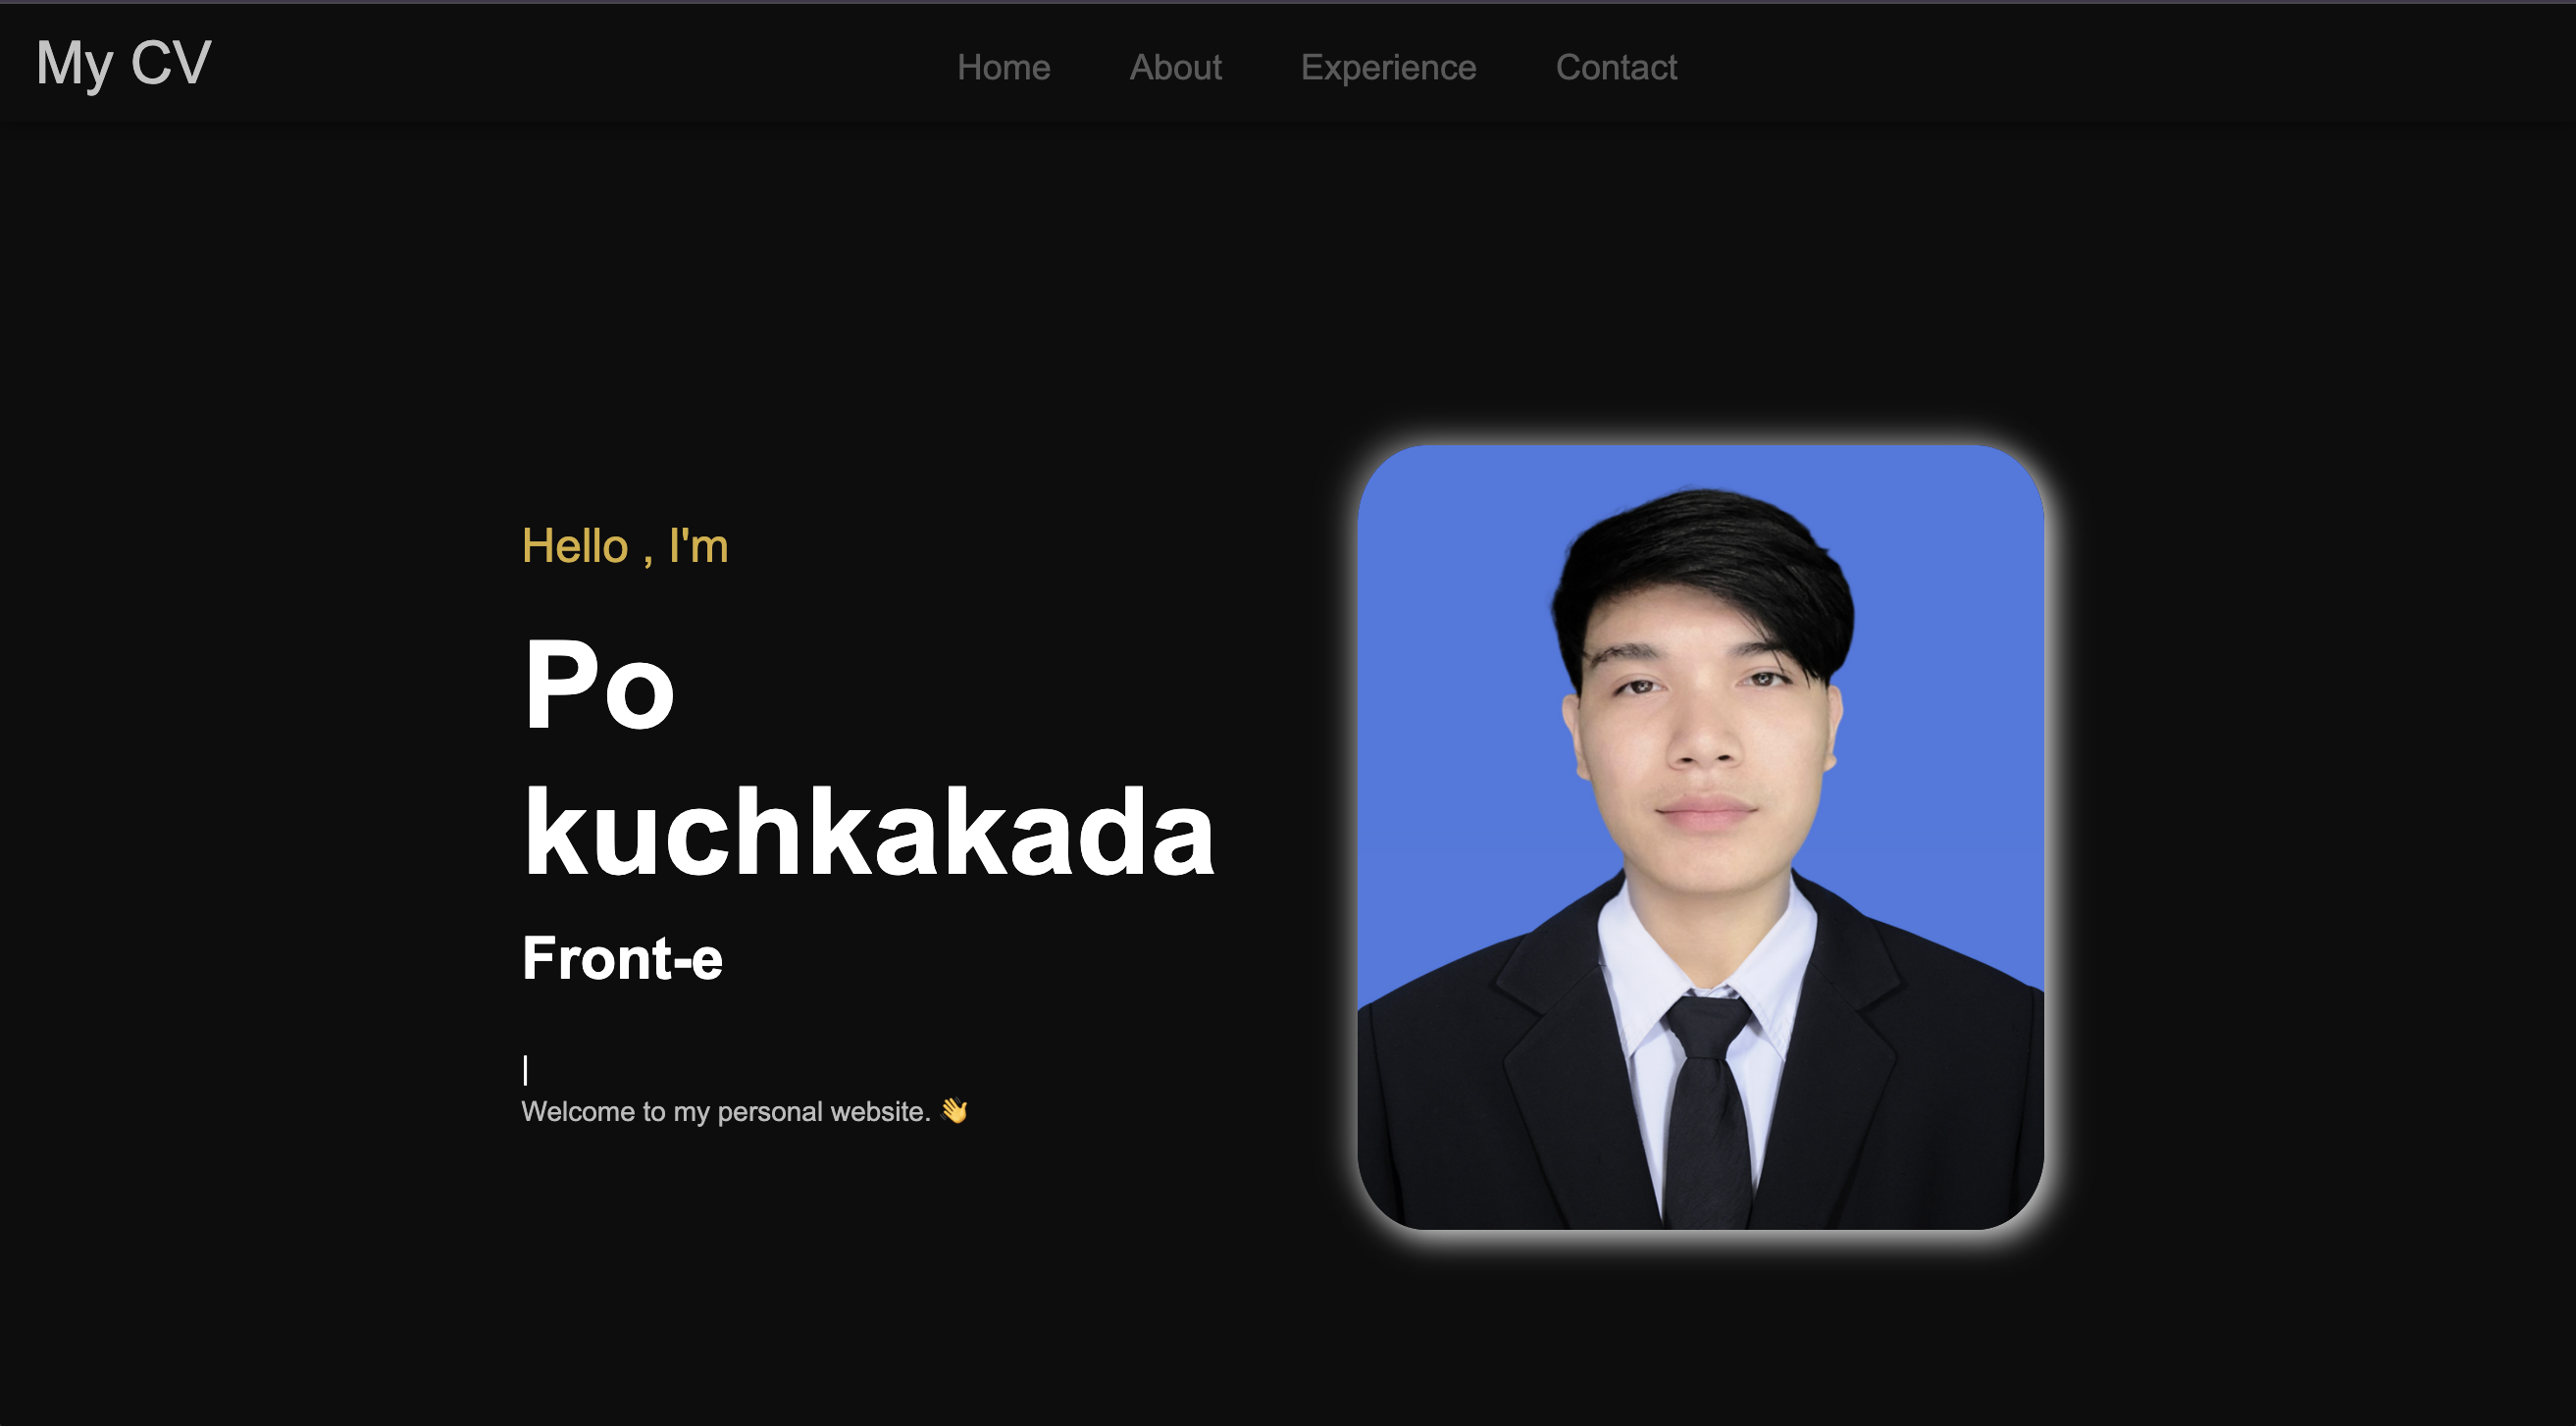 My CV
Home About Experience Contact
Hello , I'm
Po
kuchkakada
Front-e
|
Welcome to my personal website. 👋